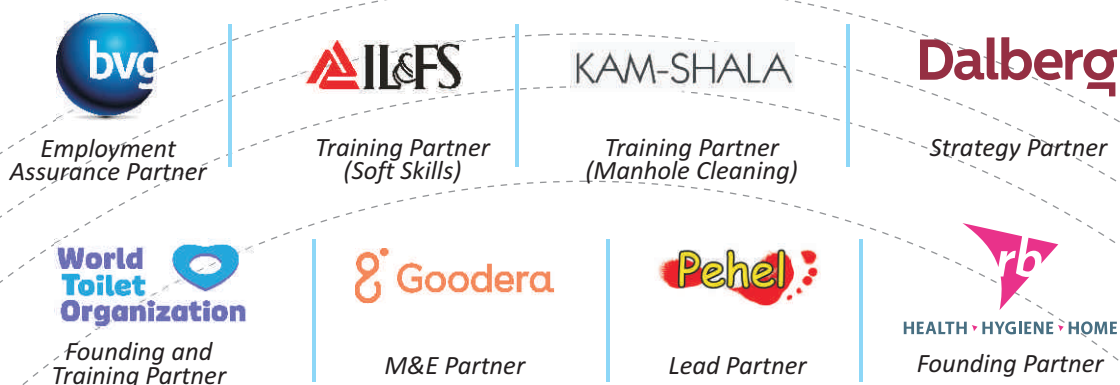 bvg
IL&FS
KAM-SHALA
Dalberg
Employment
Assurance Partner
Training Partner
(Soft Skills)
Training Partner
(Manhole Cleaning)
Strategy Partner
World
Toilet
Organization
Goodera
Pehel
rb
HEALTH HYGIENE HOME
Founding and
Training Partner
M&E Partner
Lead Partner
Founding Partner